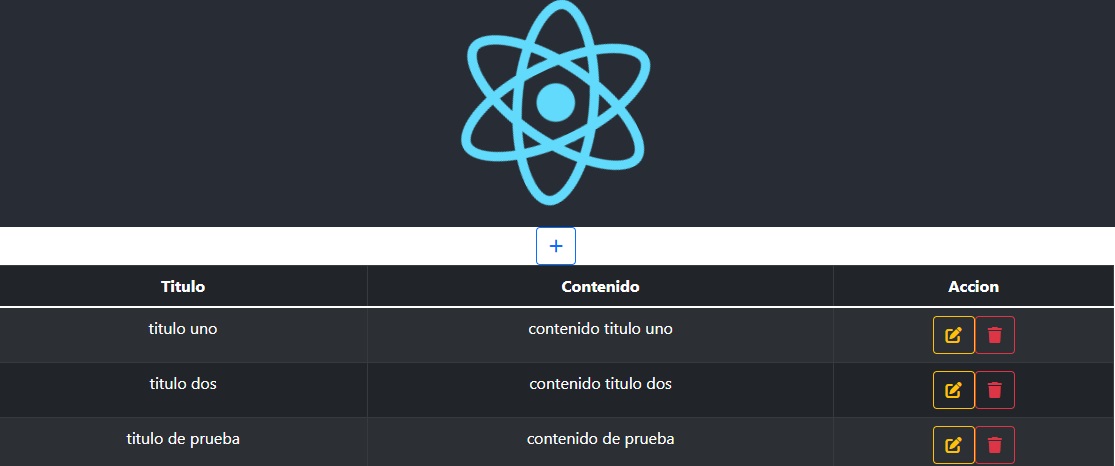 +
Titulo Contenido Accion
titulo uno contenido titulo uno
titulo dos contenido titulo dos
titulo de prueba contenido de prueba